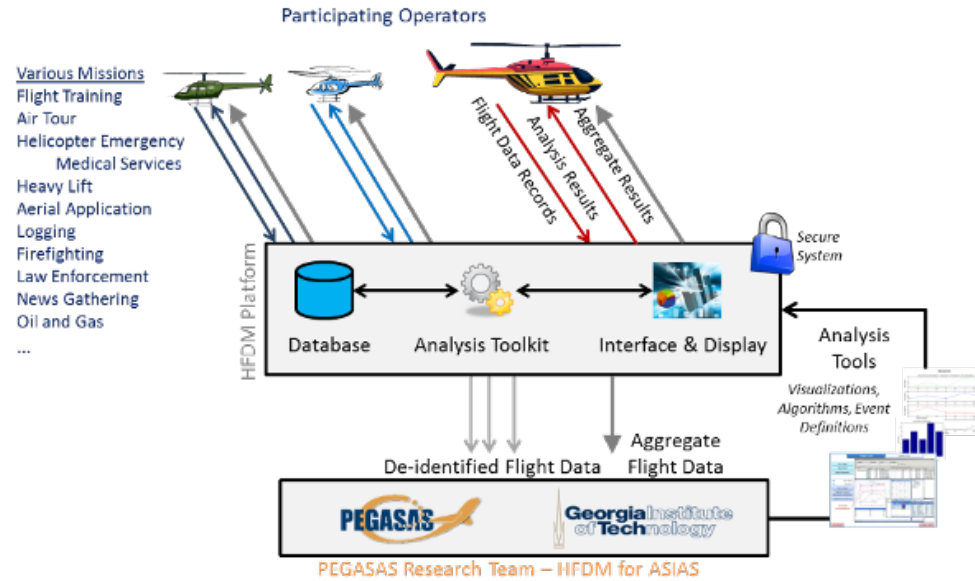 Participating Operators
Various Missions
Flight Training
Air Tour
Helicopter Emergency
Medical Services
Heavy Lift
Aerial Application
Logging
Firefighting
Law Enforcement
News Gathering
Oil and Gas
...
Flight Data Records
Analysis Results
Aggregate Results
Secure
System
HFDM Platform
Database
Analysis Toolkit
Interface & Display
Analysis
Tools
Visualizations,
Algorithms, Event
Definitions
De-identified Flight Data
Aggregate
Flight Data
PEGASAS
Georgia Institute
of Technology
PEGASAS Research Team – HFDM for ASIAS